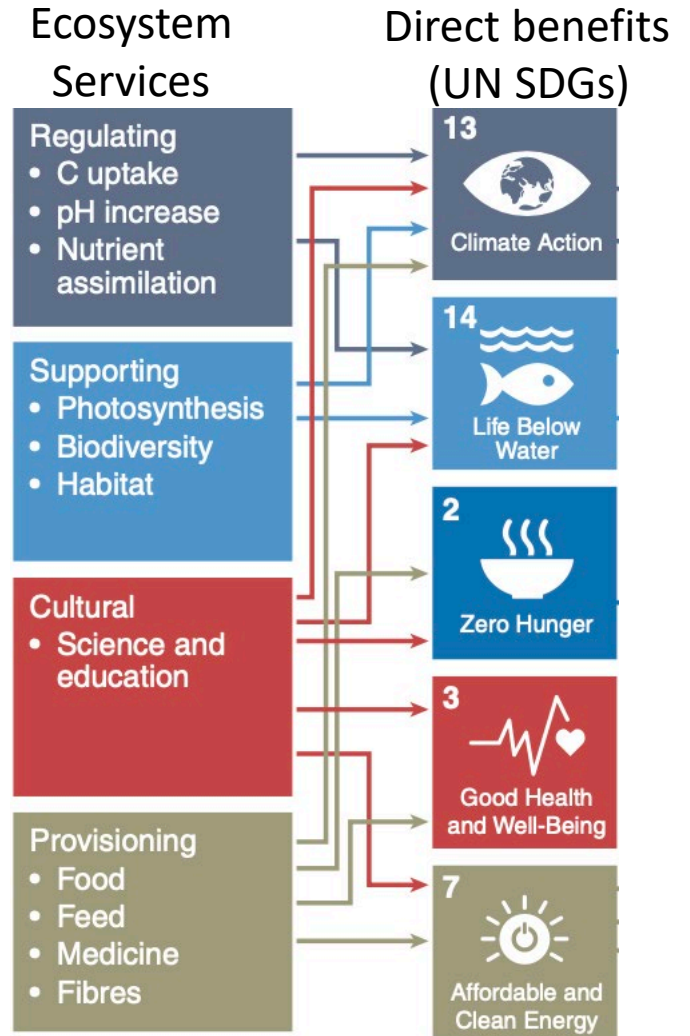 Ecosystem
Services
Regulating
• C uptake
• pH increase
• Nutrient
assimilation
Supporting
• Photosynthesis
• Biodiversity
• Habitat
Cultural
• Science and
education
Provisioning
• Food
• Feed
• Medicine
• Fibres
Direct benefits
(UN SDGs)
13
Climate Action
14
Life Below
Water
2
Zero Hunger
3
Good Health
and Well-Being
7
Affordable and
Clean Energy